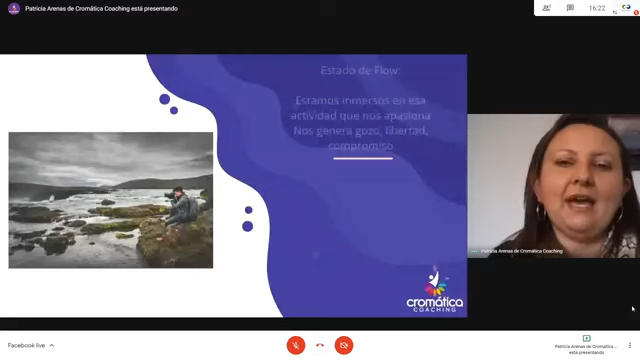 Patricia Arenas de Cromática Coaching está presentando
16:22
Estado de Flow:
Estamos inmersos en esa
actividad que nos apasiona
Nos genera gozo, libertad,
compromiso
cromática
COACHING
Patricia Arenas de Cromática Coaching
Facebook live
Patricia Arenas de Cromática ...
está presentando